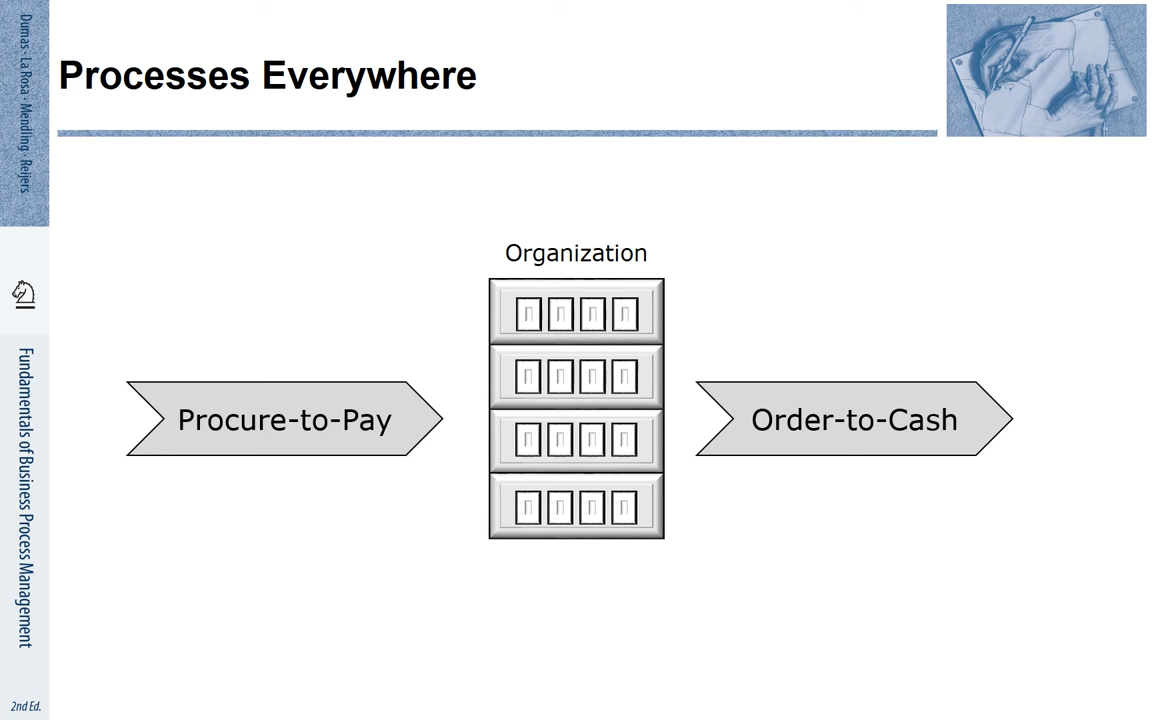 Dumas · La Rosa · Mendling · Reijers
Processes Everywhere
Organization
Procure-to-Pay
Order-to-Cash
Fundamentals of Business Process Management
2nd Ed.